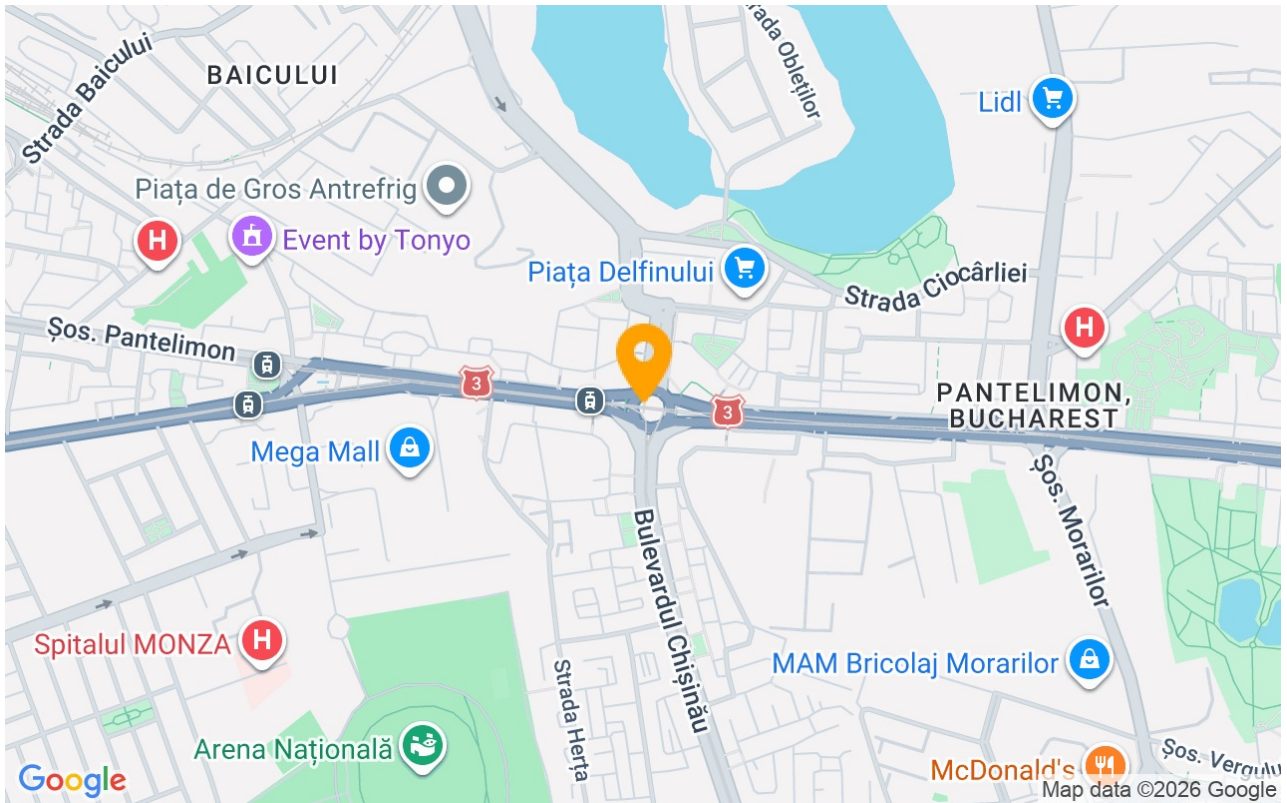 Strada Baicului
BAICULUI
Strada Obleților
Lidl
Piața de Gros Antrefrig
H
Event by Tonyo
Piața Delfinului
Strada Ciocârliei
H
Șos. Pantelimon
3
3
PANTELIMON,
BUCHAREST
Mega Mall
Șos. Morarilor
Bulevardul Chișinău
Spitalul MONZA
H
MAM Bricolaj Morarilor
Strada Herța
Arena Națională
McDonald's
Șos. Vergulu
Google
Map data ©2026 Google